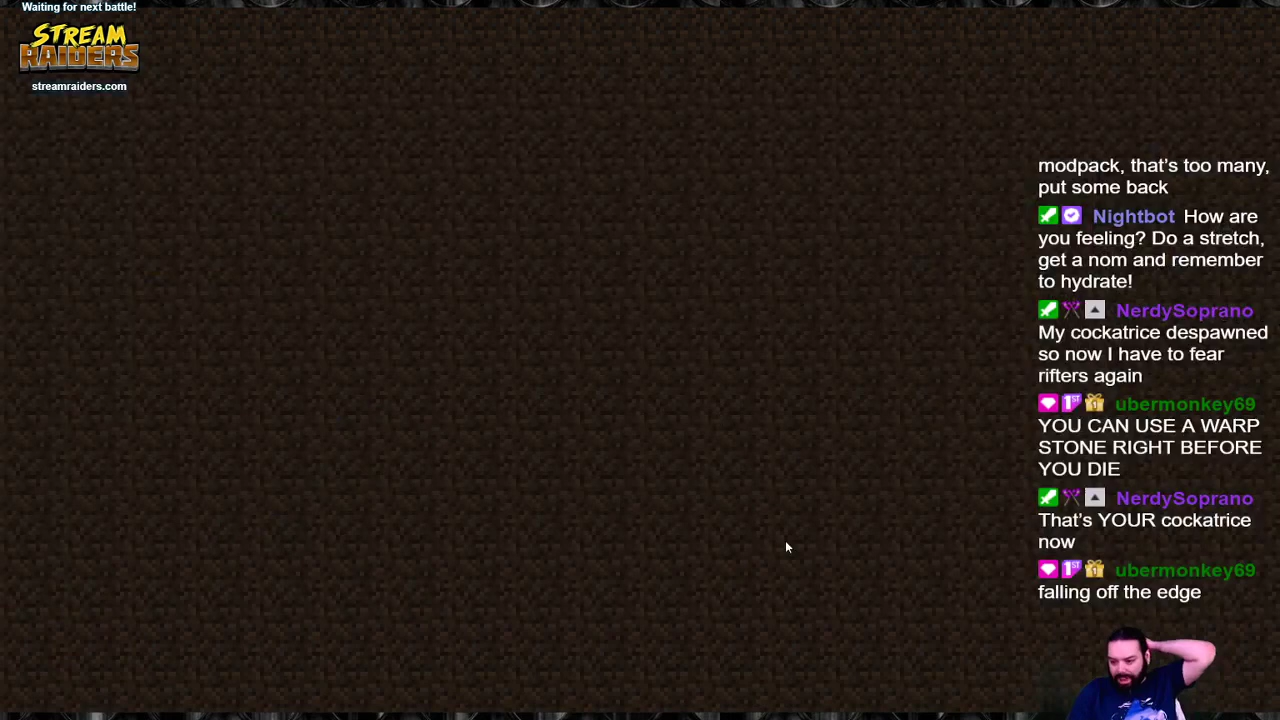 Waiting for next battle!
STREAM
RAIDERS
streamraiders.com
modpack, that's too many,
put some back
Nightbot How are
you feeling? Do a stretch,
get a nom and remember
to hydrate!
NerdySoprano
My cockatrice despawned
so now I have to fear
rifters again
1ST ubermonkey69
YOU CAN USE A WARP
STONE RIGHT BEFORE
YOU DIE
NerdySoprano
That's YOUR cockatrice
now
1ST ubermonkey69
falling off the edge